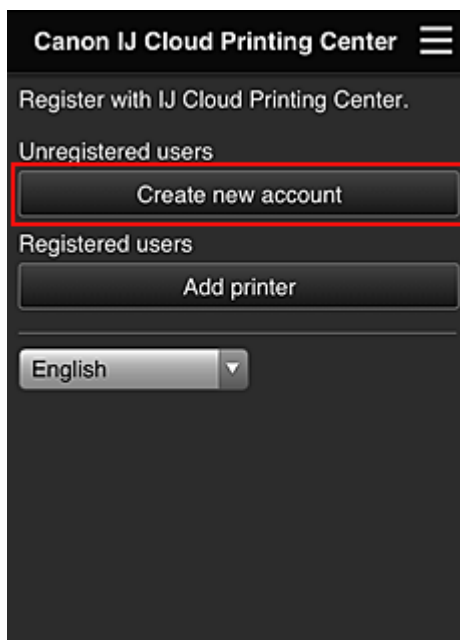 Canon IJ Cloud Printing Center
Register with IJ Cloud Printing Center.
Unregistered users
Create new account
Registered users
Add printer
English